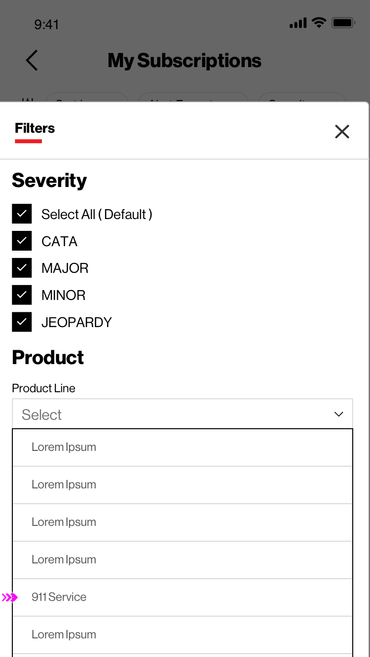 9:41
My Subscriptions
Filters
Severity
Select All ( Default )
CATA
MAJOR
MINOR
JEOPARDY
Product
Product Line
Select
Lorem Ipsum
Lorem Ipsum
Lorem Ipsum
Lorem Ipsum
911 Service
Lorem Ipsum